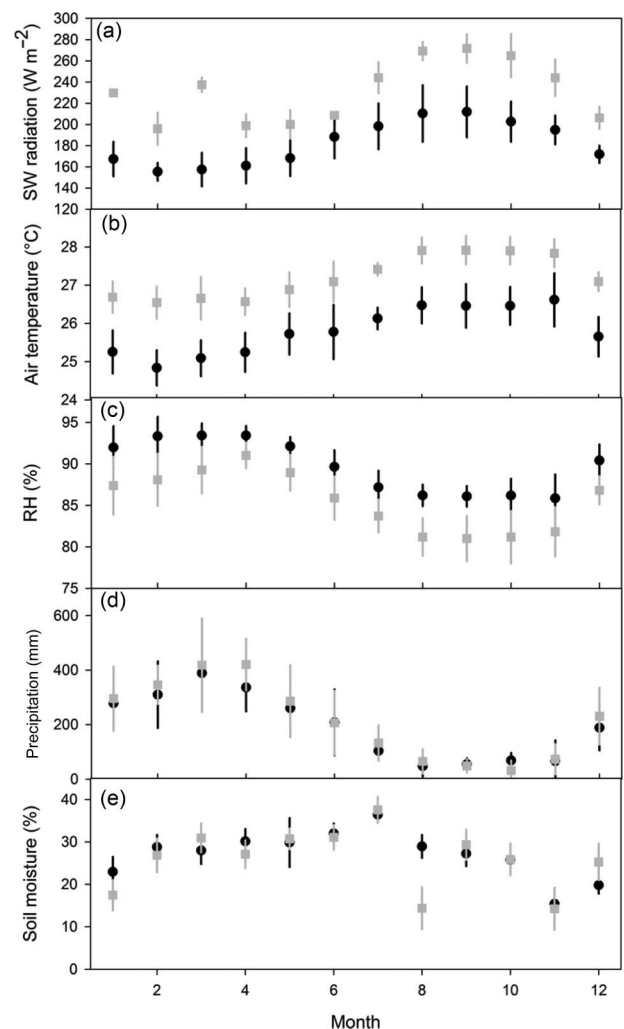 (a)
300
280
260
240
220
200
180
160
140
120
SW radiation (W m−2)
(b)
28
27
26
25
24
Air temperature (°C)
(c)
95
90
85
80
75
RH (%)
(d)
600
400
200
0
Precipitation (mm)
(e)
40
30
20
10
0
Soil moisture (%)
2 4 6 8 10 12
Month